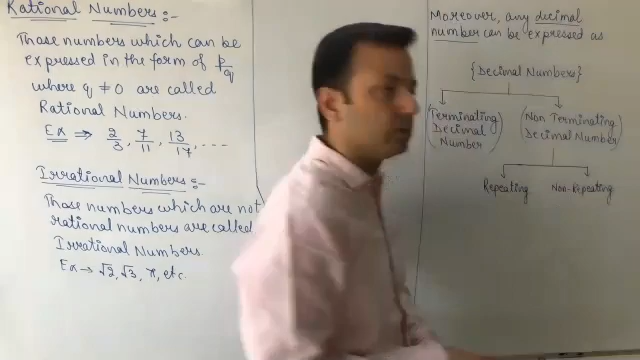 Rational Numbers :-
Those numbers which can be
expressed in the form of p/q
where q ≠ 0 are called
Rational Numbers.
Ex ⇒ 2/3, 7/11, 13/17, ....
Irrational Numbers :-
Those numbers which are not
rational numbers are called
Irrational Numbers.
Ex → √2, √3, π, etc.
Moreover, any decimal
number can be expressed as
{Decimal Numbers}
(Terminating
Decimal
Number)
(Non Terminating
Decimal Number)
Repeating
Non-Repeating